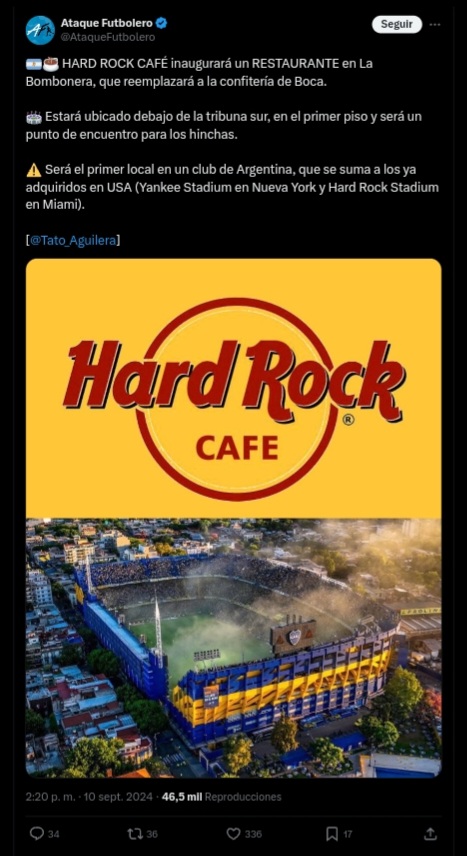 Ataque Futbolero
@AtaqueFutbolero
Seguir
HARD ROCK CAFÉ inaugurará un RESTAURANTE en La
Bombonera, que reemplazará a la confitería de Boca.
Estará ubicado debajo de la tribuna sur, en el primer piso y será un
punto de encuentro para los hinchas.
Será el primer local en un club de Argentina, que se suma a los ya
adquiridos en USA (Yankee Stadium en Nueva York y Hard Rock Stadium
en Miami).
[@Tato_Aguilera]
Hard Rock
®
CAFE
2:20 p. m. · 10 sept. 2024 · 46,5 mil Reproducciones
34
36
336
17